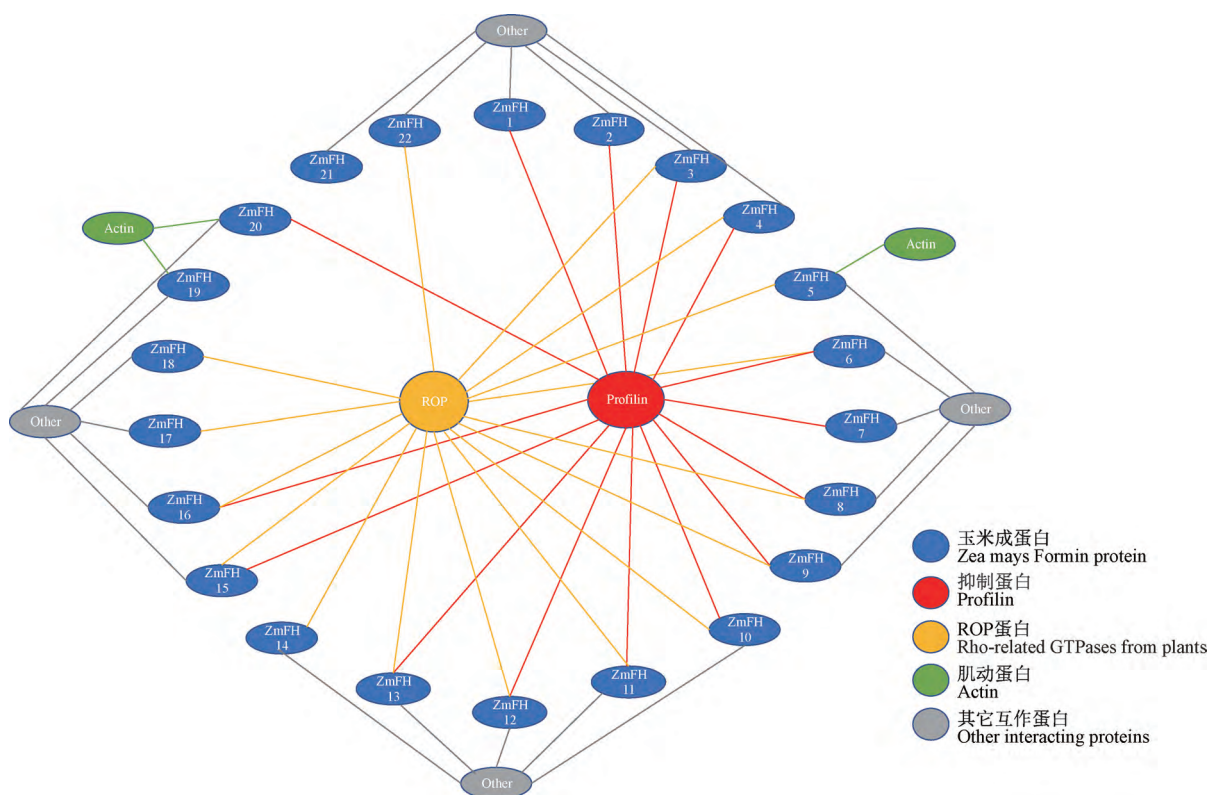 Other
ZmFH
1
ZmFH
2
ZmFH
22
ZmFH
3
ZmFH
21
ZmFH
4
ZmFH
20
Actin
Actin
ZmFH
19
ZmFH
5
ZmFH
18
ZmFH
6
ROP
Profilin
Other
Other
ZmFH
17
ZmFH
7
ZmFH
16
ZmFH
8
ZmFH
15
ZmFH
9
ZmFH
14
ZmFH
10
ZmFH
13
ZmFH
11
ZmFH
12
Other
玉米成蛋白
Zea mays Formin protein
抑制蛋白
Profilin
ROP蛋白
Rho-related GTPases from plants
肌动蛋白
Actin
其它互作蛋白
Other interacting proteins